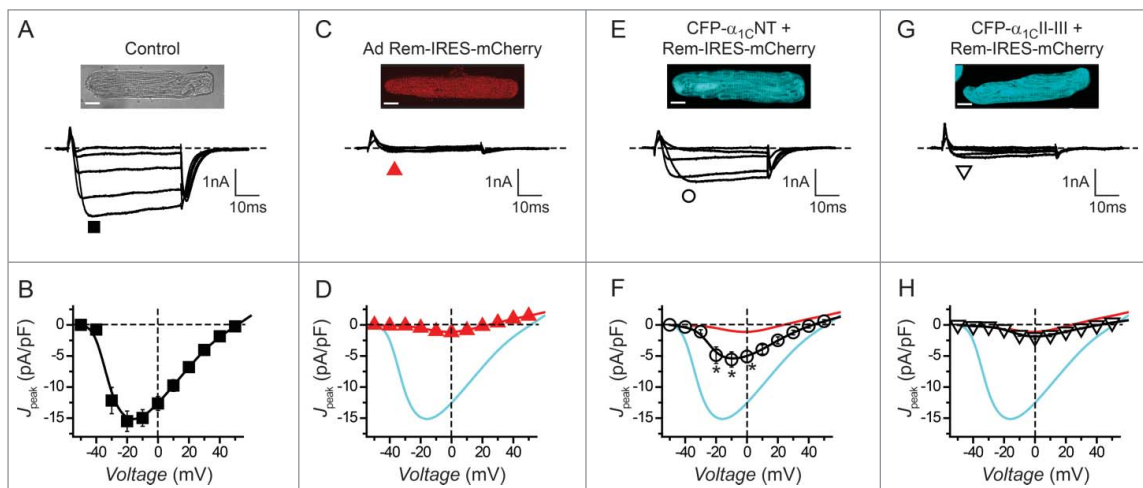 A
Control
1nA
10ms
C
Ad Rem-IRES-mCherry
1nA
10ms
E
CFP-α1CNT +
Rem-IRES-mCherry
1nA
10ms
G
CFP-α1CII-III +
Rem-IRES-mCherry
1nA
10ms
B
Jpeak (pA/pF)
0
-5
-10
-15
-40 -20 0 20 40
Voltage (mV)
D
Jpeak (pA/pF)
0
-5
-10
-15
-40 -20 0 20 40
Voltage (mV)
F
Jpeak (pA/pF)
0
-5
-10
-15
* * *
-40 -20 0 20 40
Voltage (mV)
H
Jpeak (pA/pF)
0
-5
-10
-15
-40 -20 0 20 40
Voltage (mV)